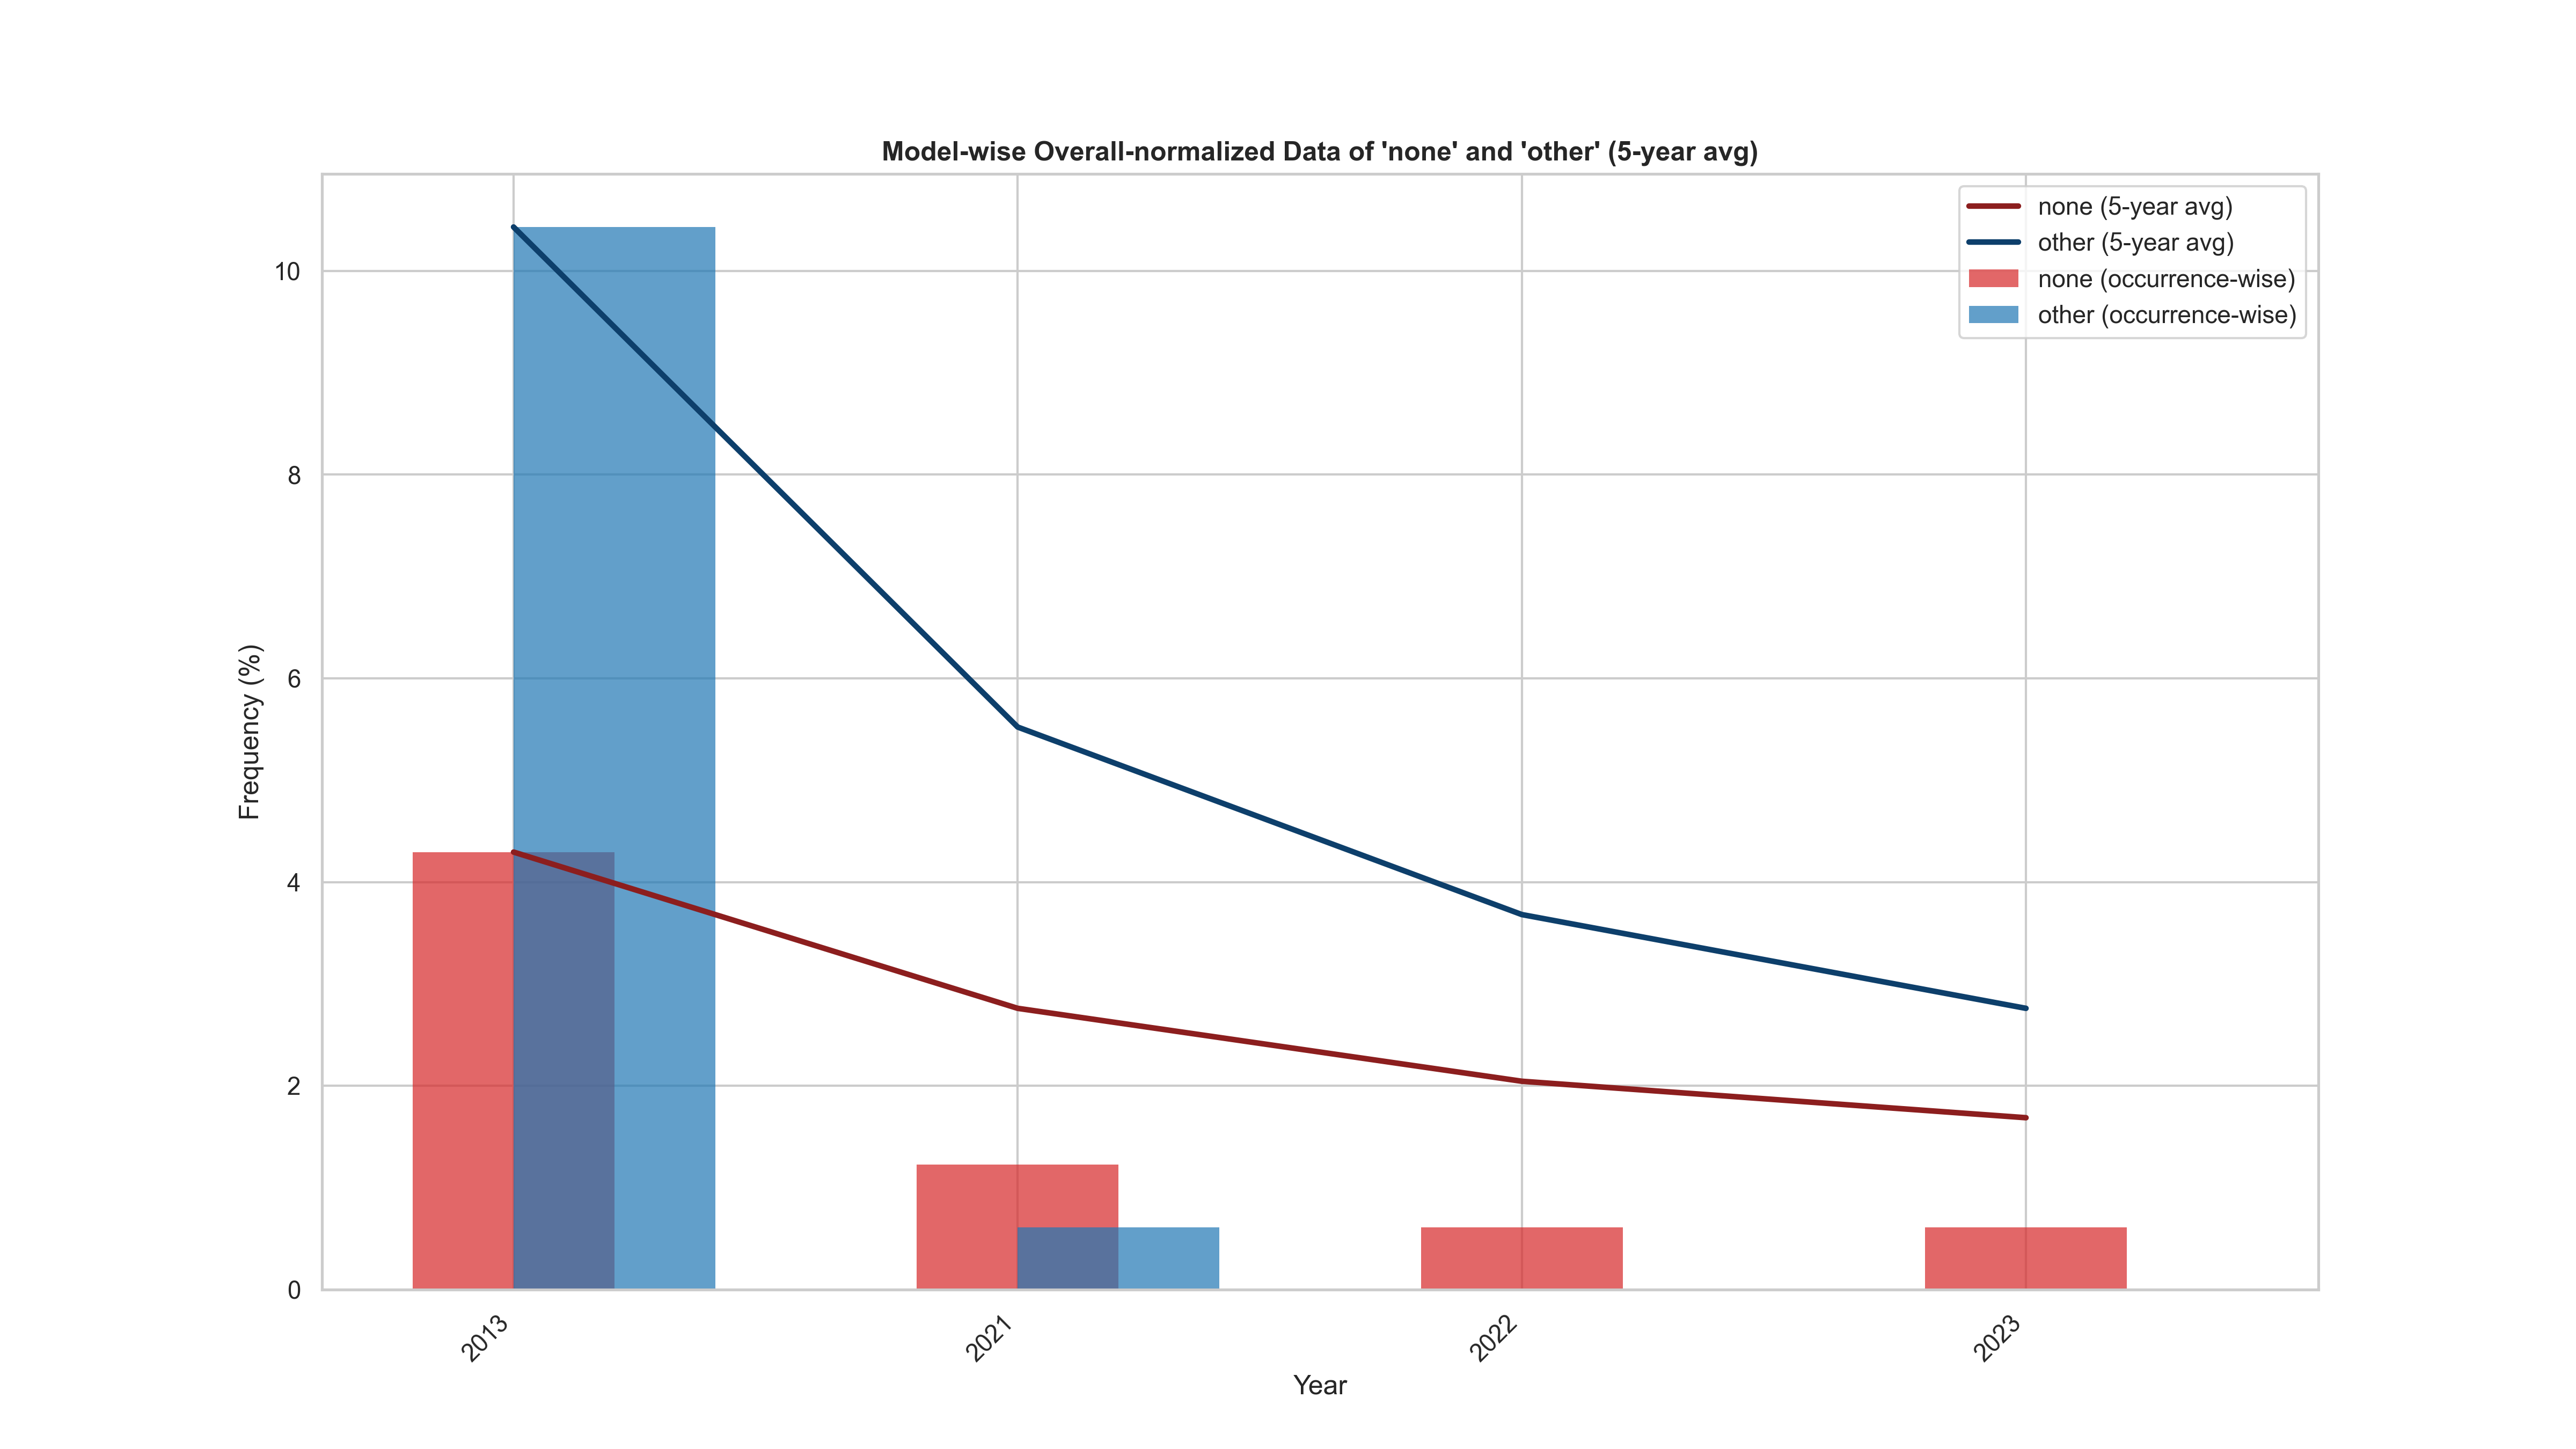 Model-wise Overall-normalized Data of 'none' and 'other' (5-year avg)
none (5-year avg)
other (5-year avg)
none (occurrence-wise)
other (occurrence-wise)
Frequency (%)
10
8
6
4
2
0
2013
2021
2022
2023
Year